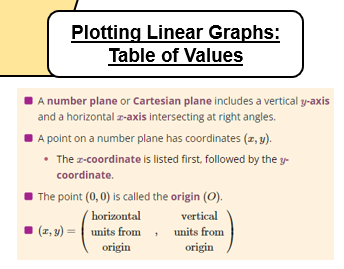 Plotting Linear Graphs:
Table of Values
A number plane or Cartesian plane includes a vertical y-axis
and a horizontal x-axis intersecting at right angles.
A point on a number plane has coordinates (x, y).
The x-coordinate is listed first, followed by the y-
coordinate.
The point (0, 0) is called the origin (O).
horizontal vertical
(x, y) = ( units from , units from )
origin origin